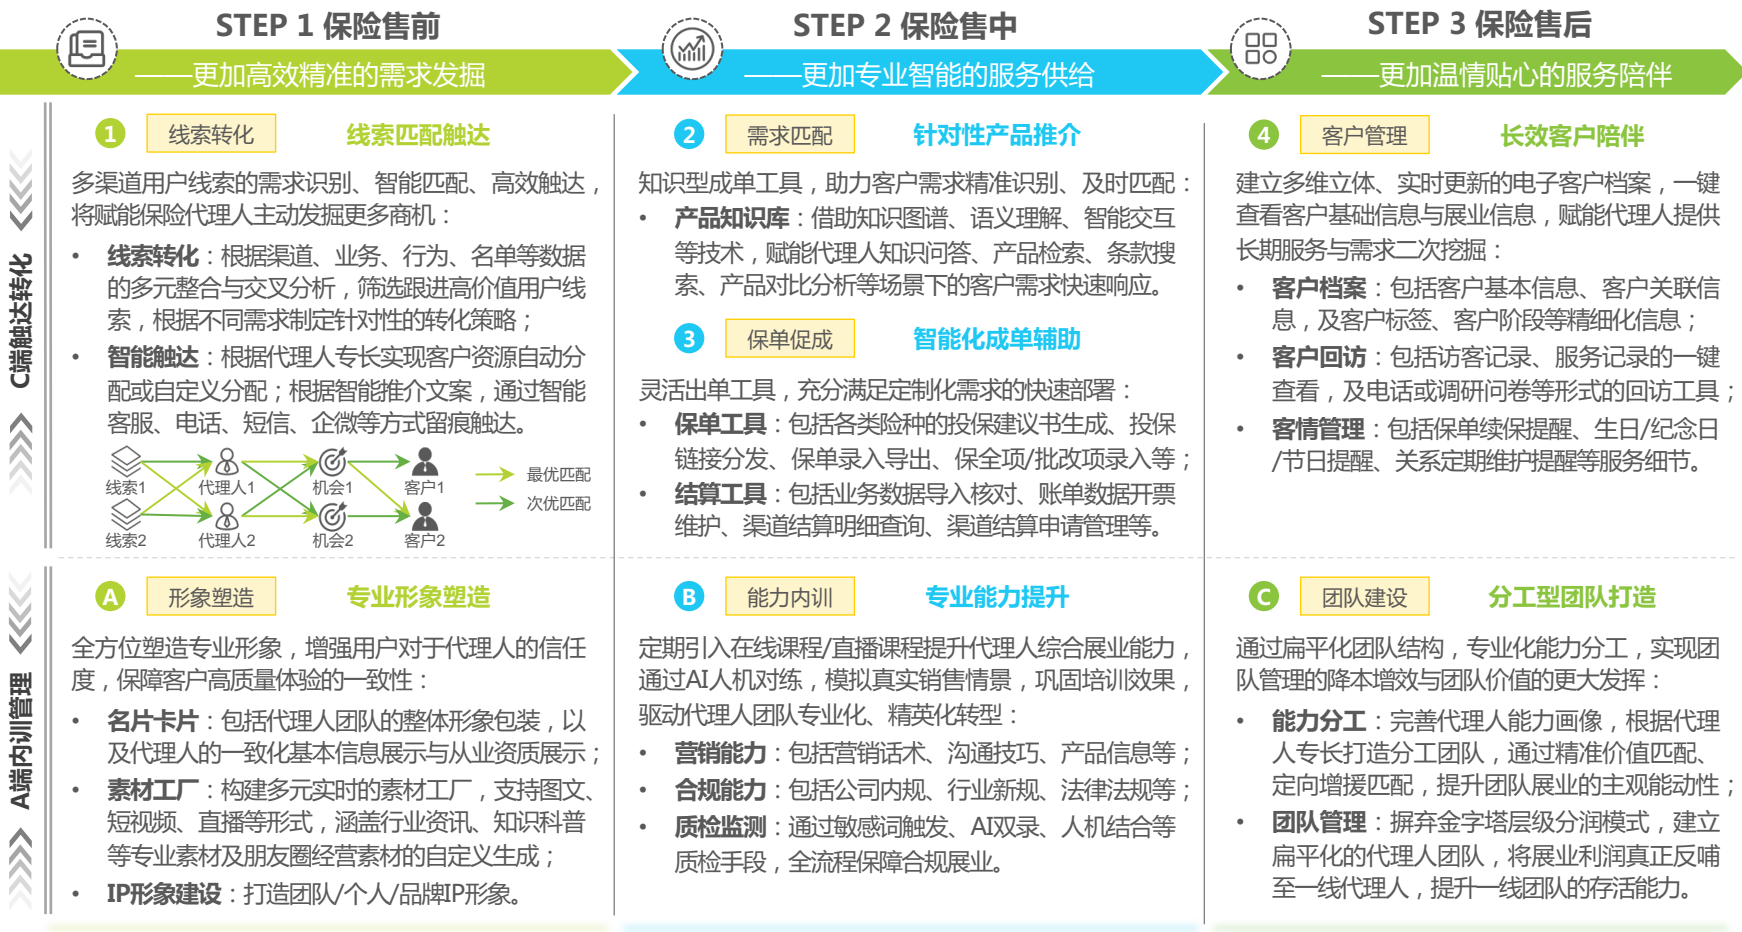 STEP 1 保险售前
——更加高效精准的需求发掘
STEP 2 保险售中
——更加专业智能的服务供给
STEP 3 保险售后
——更加温情贴心的服务陪伴
C端触达转化
1 线索转化 线索匹配触达
多渠道用户线索的需求识别、智能匹配、高效触达，
将赋能保险代理人主动发掘更多商机：
• 线索转化：根据渠道、业务、行为、名单等数据
的多元整合与交叉分析，筛选跟进高价值用户线
索，根据不同需求制定针对性的转化策略；
• 智能触达：根据代理人专长实现客户资源自动分
配或自定义分配；根据智能推介文案，通过智能
客服、电话、短信、企微等方式留痕触达。
线索1 代理人1 机会1 客户1
线索2 代理人2 机会2 客户2
最优匹配
次优匹配
2 需求匹配 针对性产品推介
知识型成单工具，助力客户需求精准识别、及时匹配：
• 产品知识库：借助知识图谱、语义理解、智能交互
等技术，赋能代理人知识问答、产品检索、条款搜
索、产品对比分析等场景下的客户需求快速响应。
3 保单促成 智能化成单辅助
灵活出单工具，充分满足定制化需求的快速部署：
• 保单工具：包括各类险种的投保建议书生成、投保
链接分发、保单录入导出、保全项/批改项录入等；
• 结算工具：包括业务数据导入核对、账单数据开票
维护、渠道结算明细查询、渠道结算申请管理等。
4 客户管理 长效客户陪伴
建立多维立体、实时更新的电子客户档案，一键
查看客户基础信息与展业信息，赋能代理人提供
长期服务与需求二次挖掘：
• 客户档案：包括客户基本信息、客户关联信
息，及客户标签、客户阶段等精细化信息；
• 客户回访：包括访客记录、服务记录的一键
查看，及电话或调研问卷等形式的回访工具；
• 客情管理：包括保单续保提醒、生日/纪念日
/节日提醒、关系定期维护提醒等服务细节。
A端内训管理
A 形象塑造 专业形象塑造
全方位塑造专业形象，增强用户对于代理人的信任
度，保障客户高质量体验的一致性：
• 名片卡片：包括代理人团队的整体形象包装，以
及代理人的一致化基本信息展示与从业资质展示；
• 素材工厂：构建多元实时的素材工厂，支持图文、
短视频、直播等形式，涵盖行业资讯、知识科普
等专业素材及朋友圈经营素材的自定义生成；
• IP形象建设：打造团队/个人/品牌IP形象。
B 能力内训 专业能力提升
定期引入在线课程/直播课程提升代理人综合展业能力，
通过AI人机对练，模拟真实销售情景，巩固培训效果，
驱动代理人团队专业化、精英化转型：
• 营销能力：包括营销话术、沟通技巧、产品信息等；
• 合规能力：包括公司内规、行业新规、法律法规等；
• 质检监测：通过敏感词触发、AI双录、人机结合等
质检手段，全流程保障合规展业。
C 团队建设 分工型团队打造
通过扁平化团队结构，专业化能力分工，实现团
队管理的降本增效与团队价值的更大发挥：
• 能力分工：完善代理人能力画像，根据代理
人专长打造分工团队，通过精准价值匹配、
定向增援匹配，提升团队展业的主观能动性；
• 团队管理：摒弃金字塔层级分润模式，建立
扁平化的代理人团队，将展业利润真正反哺
至一线代理人，提升一线团队的存活能力。